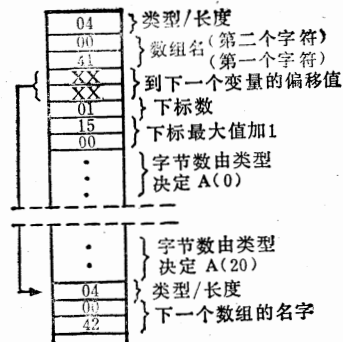 04 类型/长度
00 数组名(第二个字符)
41 (第一个字符)
XX 到下一个变量的偏移值
XX
01 下标数
15 下标最大值加1
00
字节数由类型
决定 A(0)
字节数由类型
决定 A(20)
04 类型/长度
00 下一个数组的名字
42